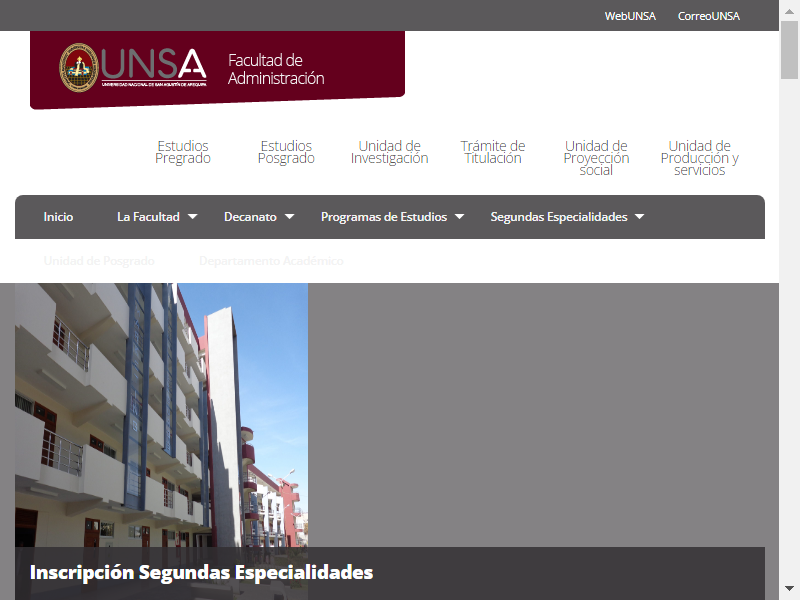 WebUNSA CorreoUNSA
UNSA
UNIVERSIDAD NACIONAL DE SAN AGUSTÍN DE AREQUIPA
Facultad de
Administración
Estudios
Pregrado
Estudios
Posgrado
Unidad de
Investigación
Trámite de
Titulación
Unidad de
Proyección
social
Unidad de
Producción y
servicios
Inicio La Facultad Decanato Programas de Estudios Segundas Especialidades
Unidad de Posgrado Departamento Académico
Inscripción Segundas Especialidades